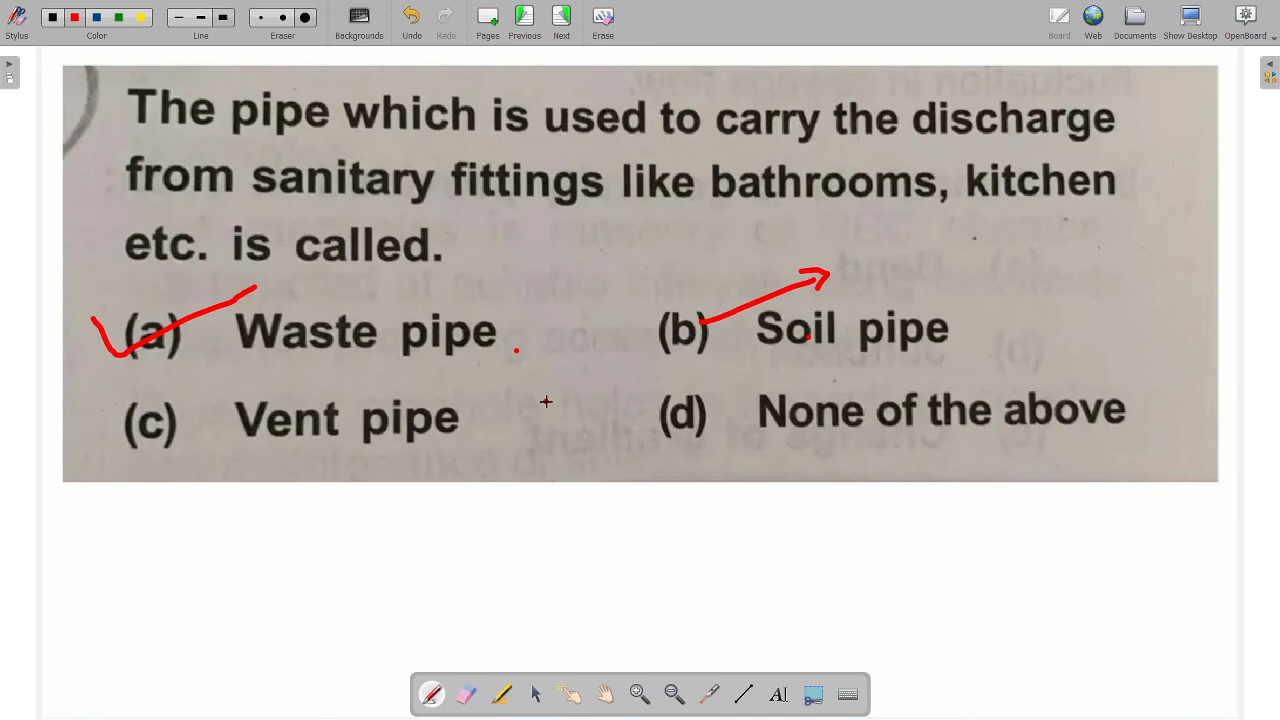 Stylus
Color
Line
Eraser
Backgrounds
Undo
Redo
Pages
Previous
Next
Erase
Board
Web
Documents
Show Desktop
OpenBoard
The pipe which is used to carry the discharge
from sanitary fittings like bathrooms, kitchen
etc. is called.
(a) Waste pipe
(b) Soil pipe
(c) Vent pipe
(d) None of the above